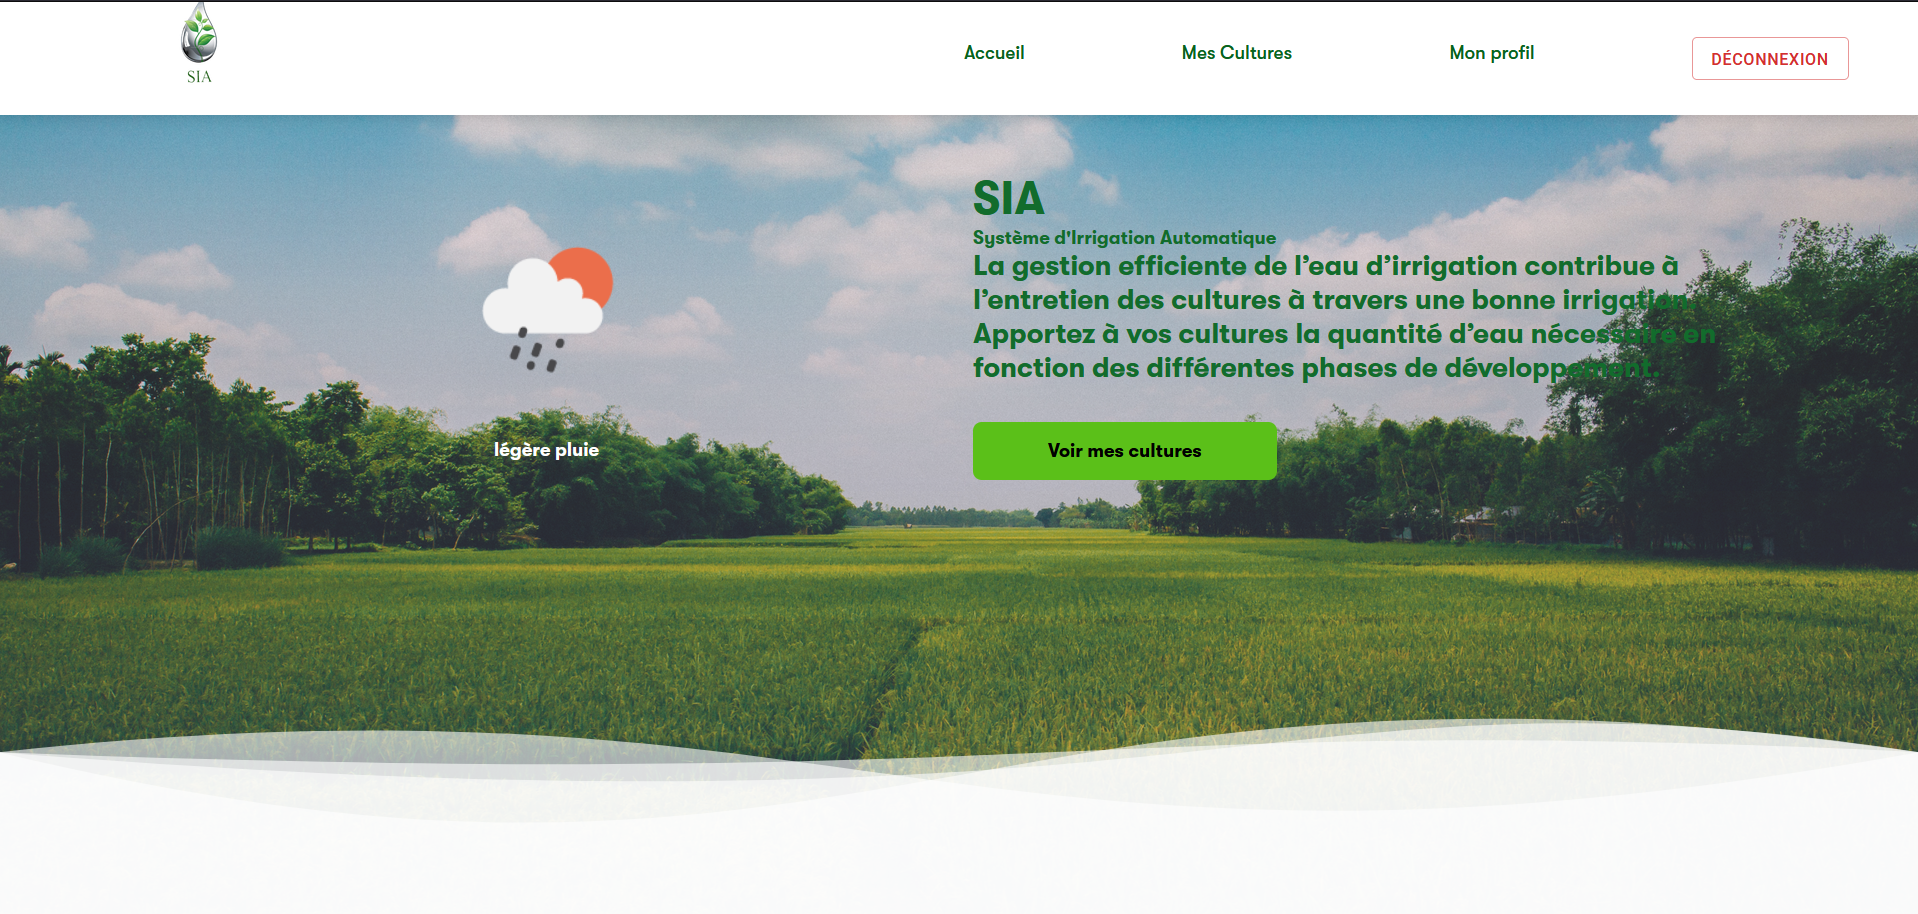 SIA
Accueil
Mes Cultures
Mon profil
DÉCONNEXION
SIA
Système d'Irrigation Automatique
La gestion efficiente de l’eau d’irrigation contribue à
l’entretien des cultures à travers une bonne irrigation.
Apportez à vos cultures la quantité d’eau nécessaire en
fonction des différentes phases de développement.
légère pluie
Voir mes cultures